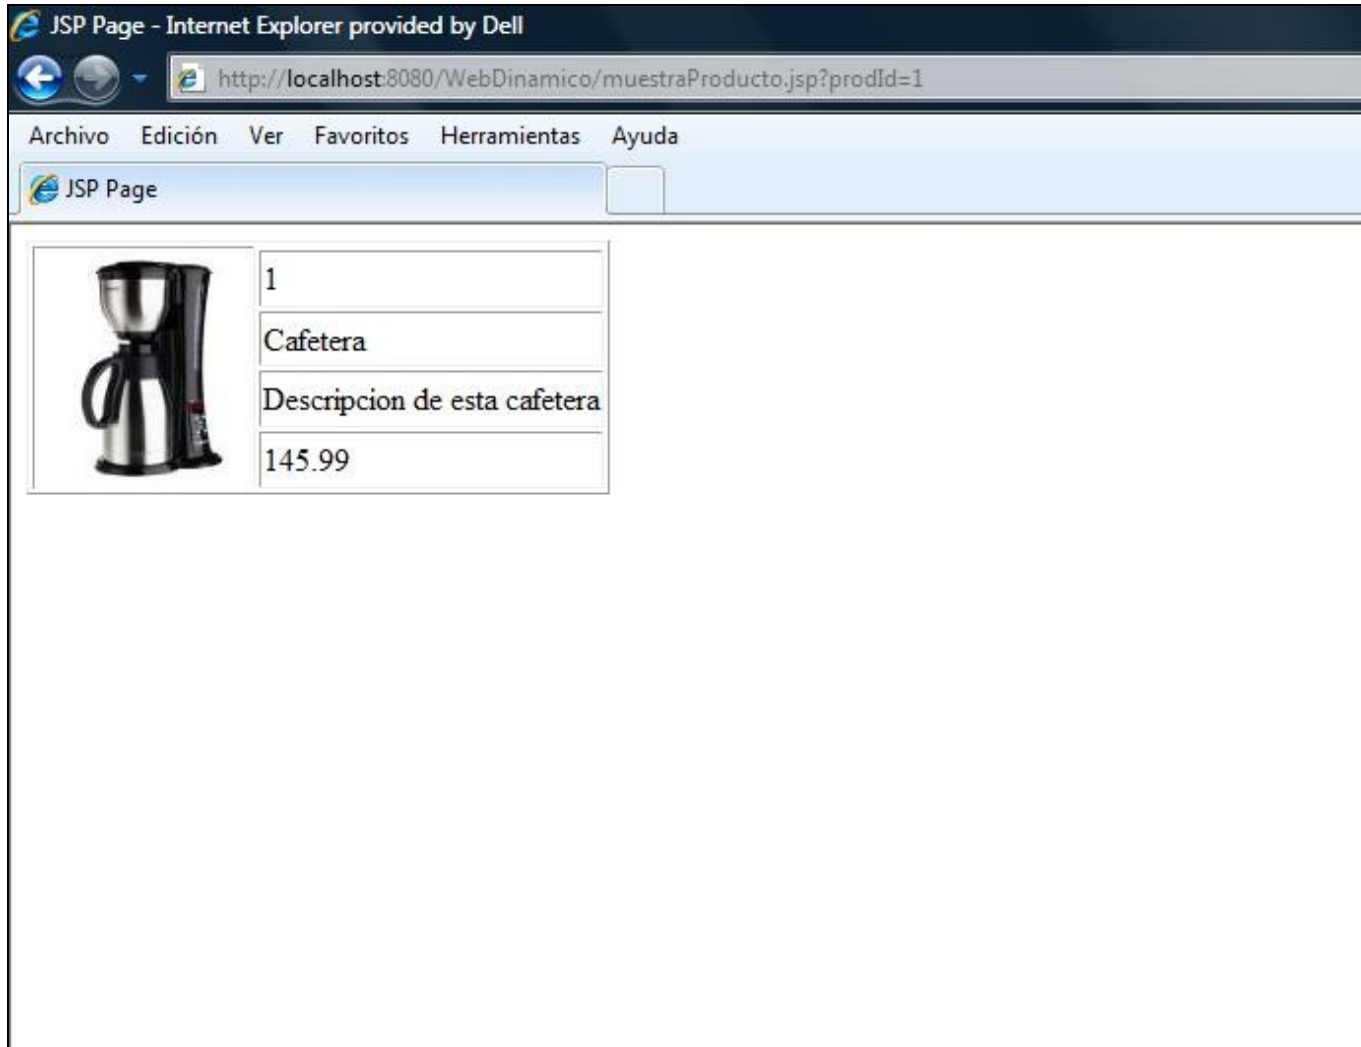 JSP Page - Internet Explorer provided by Dell
http://localhost:8080/WebDinamico/muestraProducto.jsp?prodId=1
Archivo Edición Ver Favoritos Herramientas Ayuda
JSP Page
1
Cafetera
Descripcion de esta cafetera
145.99